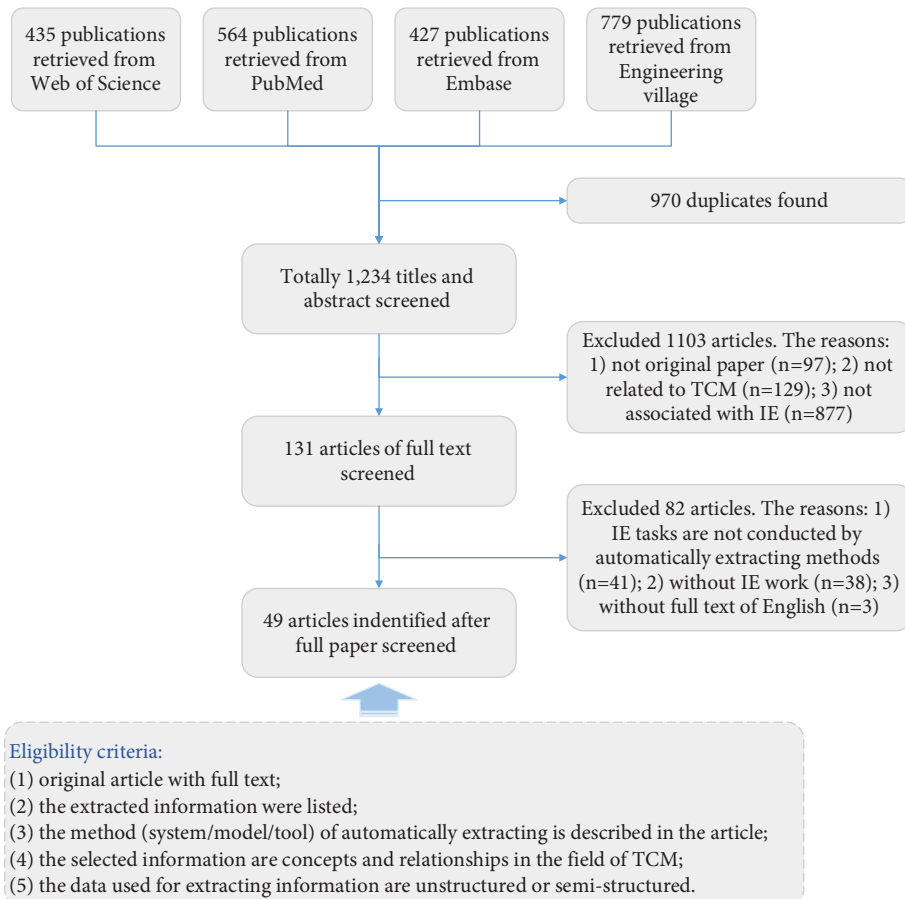 435 publications
retrieved from
Web of Science
564 publications
retrieved from
PubMed
427 publications
retrieved from
Embase
779 publications
retrieved from
Engineering
village
970 duplicates found
Totally 1,234 titles and
abstract screened
Excluded 1103 articles. The reasons:
1) not original paper (n=97); 2) not
related to TCM (n=129); 3) not
associated with IE (n=877)
131 articles of full text
screened
Excluded 82 articles. The reasons: 1)
IE tasks are not conducted by
automatically extracting methods
(n=41); 2) without IE work (n=38); 3)
without full text of English (n=3)
49 articles indentified after
full paper screened
Eligibility criteria:
(1) original article with full text;
(2) the extracted information were listed;
(3) the method (system/model/tool) of automatically extracting is described in the article;
(4) the selected information are concepts and relationships in the field of TCM;
(5) the data used for extracting information are unstructured or semi-structured.